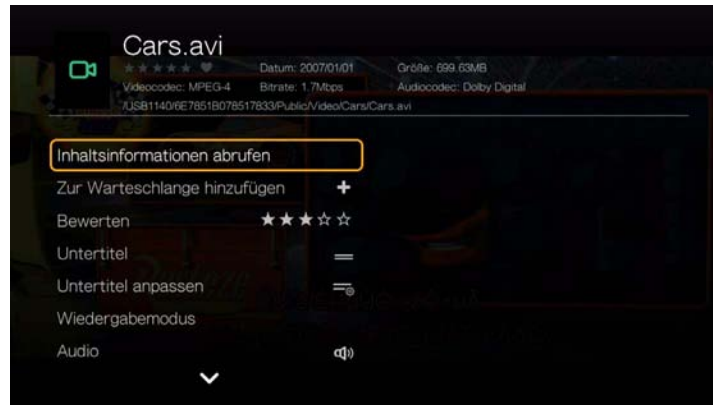 Cars.avi
Datum: 2007/01/01 Größe: 699.63MB
Videocodec: MPEG-4 Bitrate: 1.7Mbps Audiocodec: Dolby Digital
/USB1140/6E7851B078517833/Public/Video/Cars/Cars.avi
Inhaltsinformationen abrufen
Zur Warteschlange hinzufügen
Bewerten
Untertitel
Untertitel anpassen
Wiedergabemodus
Audio